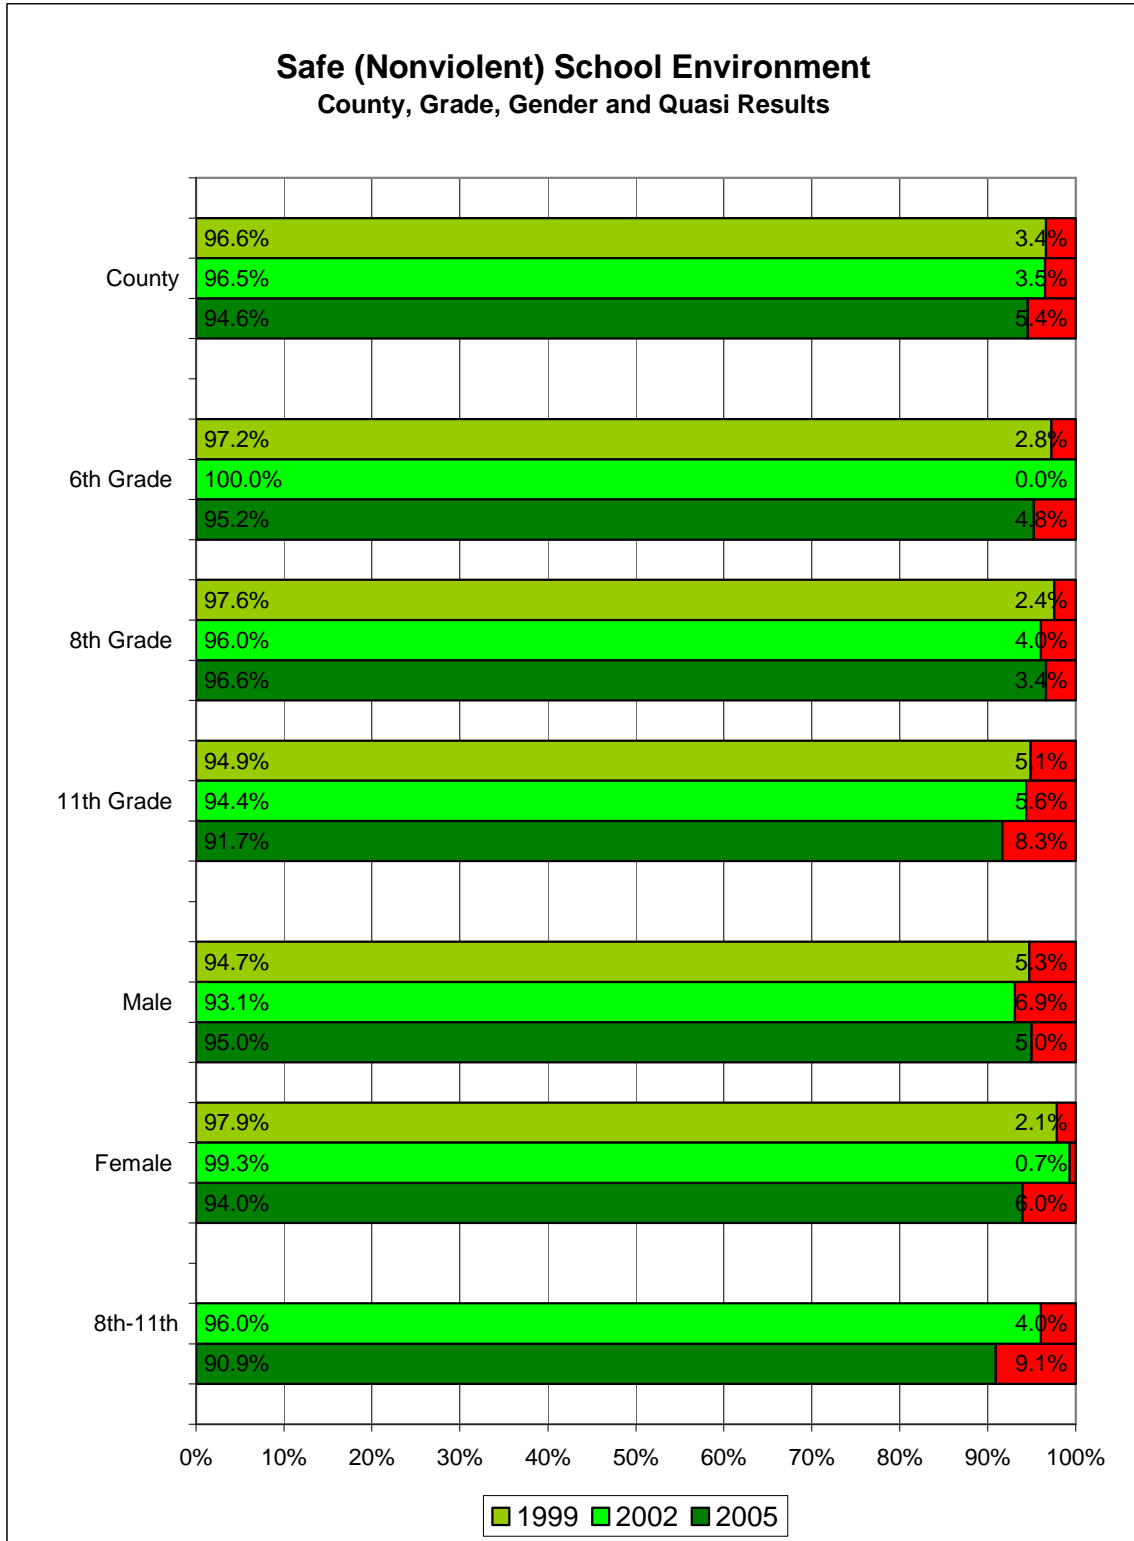 Safe (Nonviolent) School Environment
County, Grade, Gender and Quasi Results
96.6% 3.4%
County 96.5% 3.5%
94.6% 5.4%
97.2% 2.8%
6th Grade 100.0% 0.0%
95.2% 4.8%
97.6% 2.4%
8th Grade 96.0% 4.0%
96.6% 3.4%
94.9% 5.1%
11th Grade 94.4% 5.6%
91.7% 8.3%
94.7% 5.3%
Male 93.1% 6.9%
95.0% 5.0%
97.9% 2.1%
Female 99.3% 0.7%
94.0% 6.0%
8th-11th 96.0% 4.0%
90.9% 9.1%
0% 10% 20% 30% 40% 50% 60% 70% 80% 90% 100%
1999 2002 2005